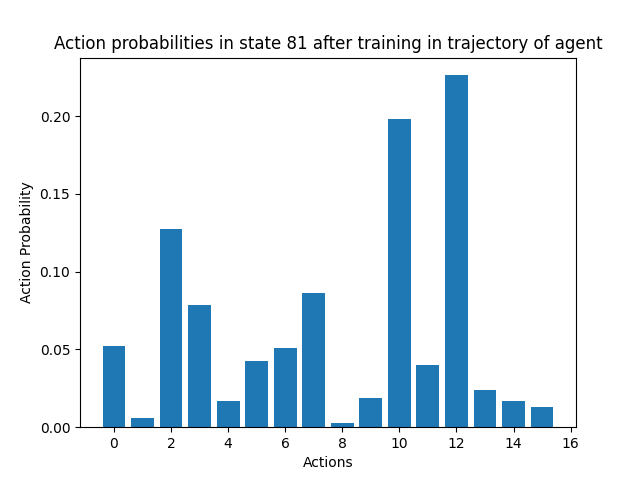 Action probabilities in state 81 after training in trajectory of agent
0.20
0.15
0.10
0.05
0.00
Action Probability
0 2 4 6 8 10 12 14 16
Actions